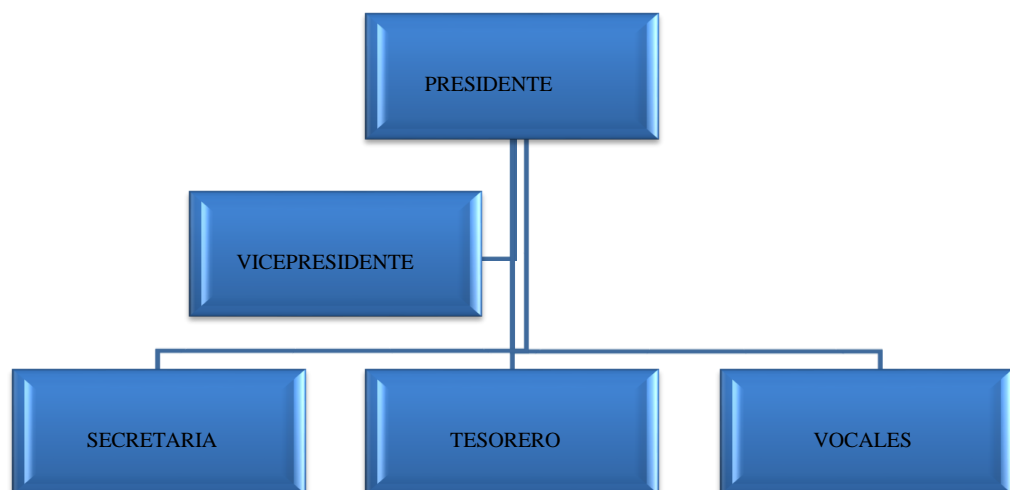 PRESIDENTE
VICEPRESIDENTE
SECRETARIA
TESORERO
VOCALES